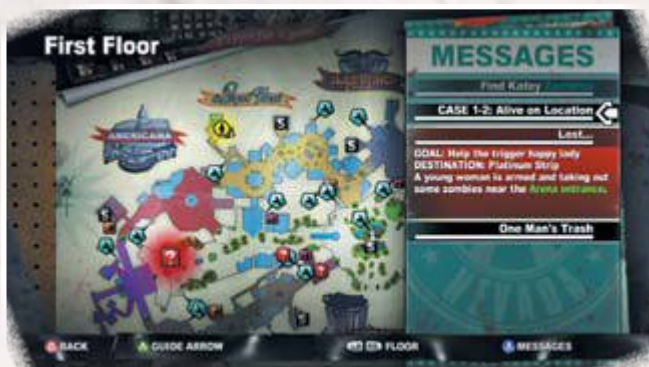 First Floor
AMERICANA
MESSAGES
Find Katey
CASE 1-2: Alive on Location
Lost...
GOAL: Help the trigger happy lady
DESTINATION: Platinum Strip
A young woman is armed and taking out
some zombies near the Arena entrance.
One Man's Trash
NEVADA
BACK
GUIDE ARROW
FLOOR
MESSAGES